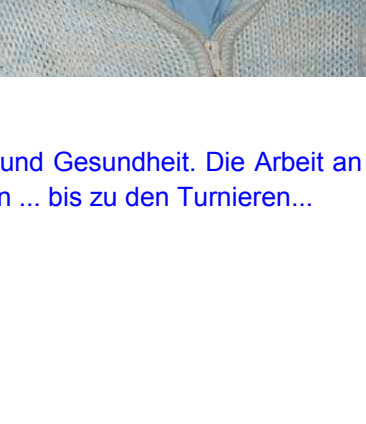 und Gesundheit. Die Arbeit an
n ... bis zu den Turnieren...